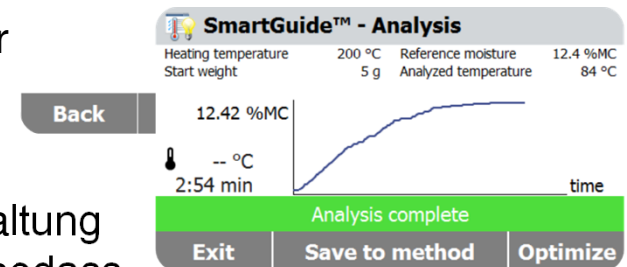 r
SmartGuide™ - Analysis
Heating temperature 200 °C Reference moisture 12.4 %MC
Start weight 5 g Analyzed temperature 84 °C
Back
12.42 %MC
-- °C
2:54 min
time
altung
Analysis complete
Exit Save to method Optimize